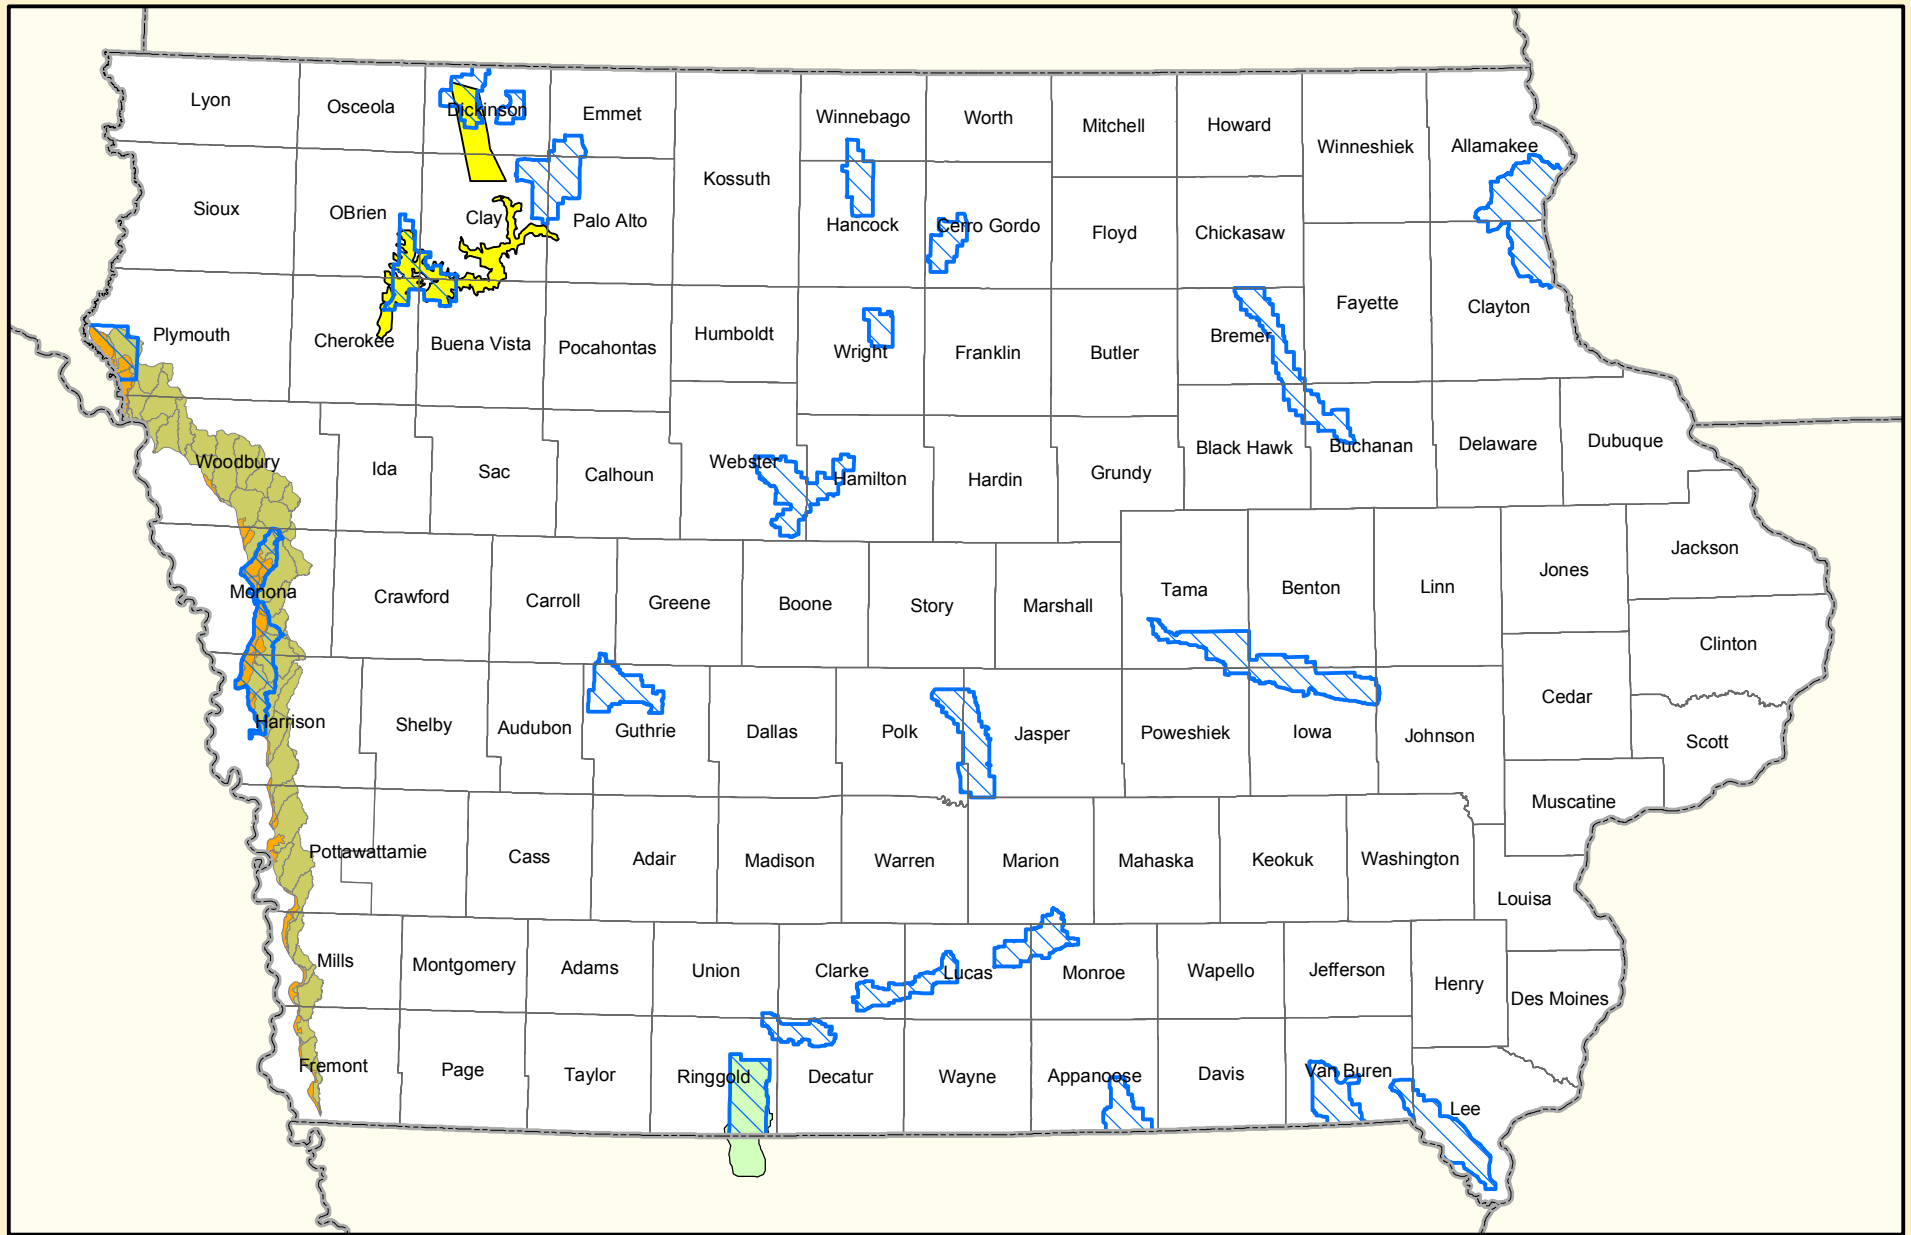 Lyon
Osceola
Dickinson
Emmet
Winnebago
Worth
Mitchell
Howard
Winneshiek
Allamakee
Sioux
OBrien
Clay
Palo Alto
Kossuth
Hancock
Cerro Gordo
Floyd
Chickasaw
Fayette
Clayton
Plymouth
Cherokee
Buena Vista
Pocahontas
Humboldt
Wright
Franklin
Butler
Bremer
Woodbury
Ida
Sac
Calhoun
Webster
Hamilton
Hardin
Grundy
Black Hawk
Buchanan
Delaware
Dubuque
Monona
Crawford
Carroll
Greene
Boone
Story
Marshall
Tama
Benton
Linn
Jones
Jackson
Clinton
Harrison
Shelby
Audubon
Guthrie
Dallas
Polk
Jasper
Poweshiek
Iowa
Johnson
Cedar
Scott
Muscatine
Pottawattamie
Cass
Adair
Madison
Warren
Marion
Mahaska
Keokuk
Washington
Louisa
Mills
Montgomery
Adams
Union
Clarke
Lucas
Monroe
Wapello
Jefferson
Henry
Des Moines
Fremont
Page
Taylor
Ringgold
Decatur
Wayne
Appanoose
Davis
Van Buren
Lee